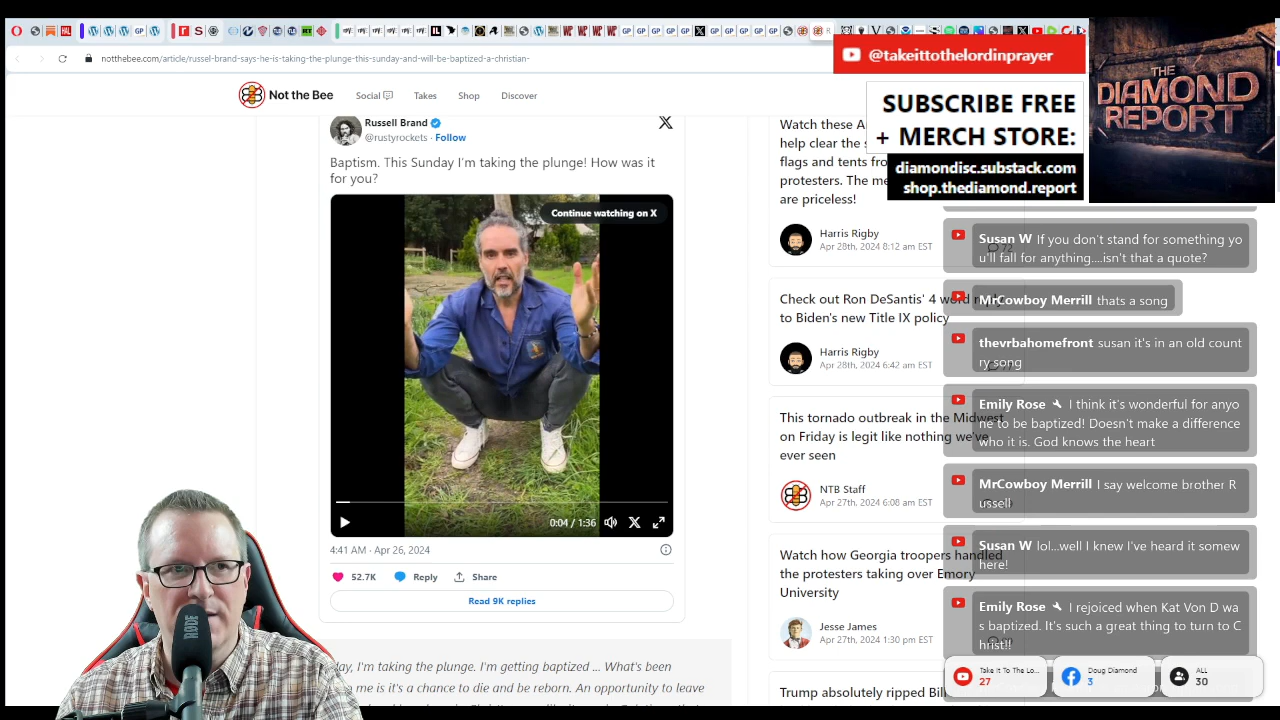 notthebee.com/article/russel-brand-says-he-is-taking-the-plunge-this-sunday-and-will-be-baptized-a-christian-
@takeittothelordinprayer
SUBSCRIBE FREE
+ MERCH STORE:
diamondisc.substack.com
shop.thediamond.report
THE
DIAMOND
REPORT
Not the Bee
Social
Takes
Shop
Discover
Russell Brand
@rustyrockets · Follow
Baptism. This Sunday I'm taking the plunge! How was it
for you?
Continue watching on X
0:04 / 1:36
4:41 AM · Apr 26, 2024
52.7K
Reply
Share
Read 9K replies
I'm taking the plunge. I'm getting baptized ... What's been
me is it's a chance to die and be reborn. An opportunity to leave
Watch these
help clear the
flags and tents
protesters. The
are priceless!
Harris Rigby
Apr 28th, 2024 8:12 am EST
Check out Ron DeSantis' 4 word reply
to Biden's new Title IX policy
Harris Rigby
Apr 28th, 2024 6:42 am EST
This tornado outbreak in the Midwest
on Friday is legit like nothing we've
ever seen
NTB Staff
Apr 27th, 2024 6:08 am EST
Watch how Georgia troopers handled
the protesters taking over Emory
University
Jesse James
Apr 27th, 2024 1:30 pm EST
Trump absolutely ripped
Susan W If you don't stand for something yo
u'll fall for anything....isn't that a quote?
MrCowboy Merrill thats a song
thevrbahomefront susan it's in an old count
ry song
Emily Rose I think it's wonderful for anyo
ne to be baptized! Doesn't make a difference
who it is. God knows the heart
MrCowboy Merrill I say welcome brother R
ussell
Susan W lol...well I knew I've heard it somew
here!
Emily Rose I rejoiced when Kat Von D wa
s baptized. It's such a great thing to turn to C
hrist!!
Take It To The Lo...
27
Doug Diamond
3
ALL
30
RØDE